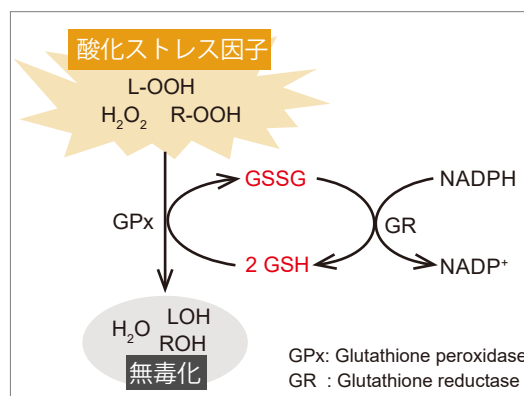 酸化ストレス因子
L-OOH
H₂O₂ R-OOH
GSSG
NADPH
GPx
GR
2 GSH
NADP⁺
H₂O
LOH
ROH
無毒化
GPx: Glutathione peroxidase
GR : Glutathione reductase